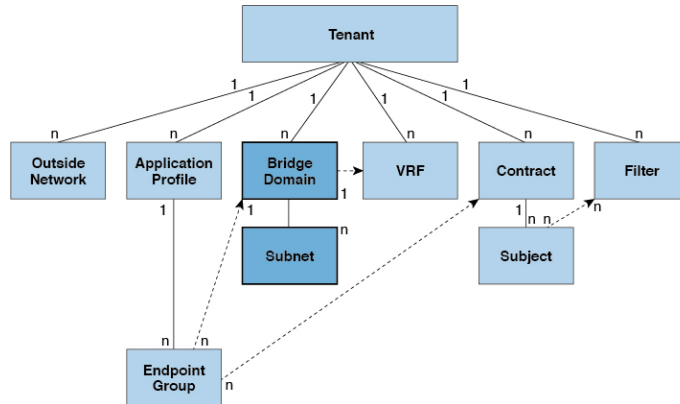 Tenant
1
1
1
1
1
1
n
n
n
n
n
n
Outside
Network
Application
Profile
Bridge
Domain
VRF
Contract
Filter
1
1
1
1
n
n
n
n
Subnet
Subject
n
n
n
n
Endpoint
Group